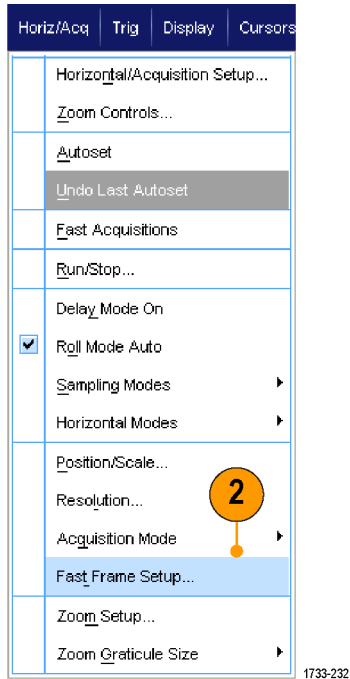 Horiz/Acq Trig Display Cursors
Horizontal/Acquisition Setup...
Zoom Controls...
Autoset
Undo Last Autoset
Fast Acquisitions
Run/Stop...
Delay Mode On
Roll Mode Auto
Sampling Modes
Horizontal Modes
Position/Scale...
Resolution...
2
Acquisition Mode
Fast Frame Setup...
Zoom Setup...
Zoom Graticule Size
1733-232